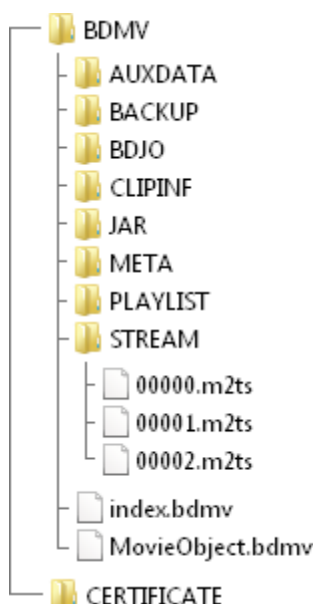 BDMV
AUXDATA
BACKUP
BDJO
CLIPINF
JAR
META
PLAYLIST
STREAM
00000.m2ts
00001.m2ts
00002.m2ts
index.bdmv
MovieObject.bdmv
CERTIFICATE